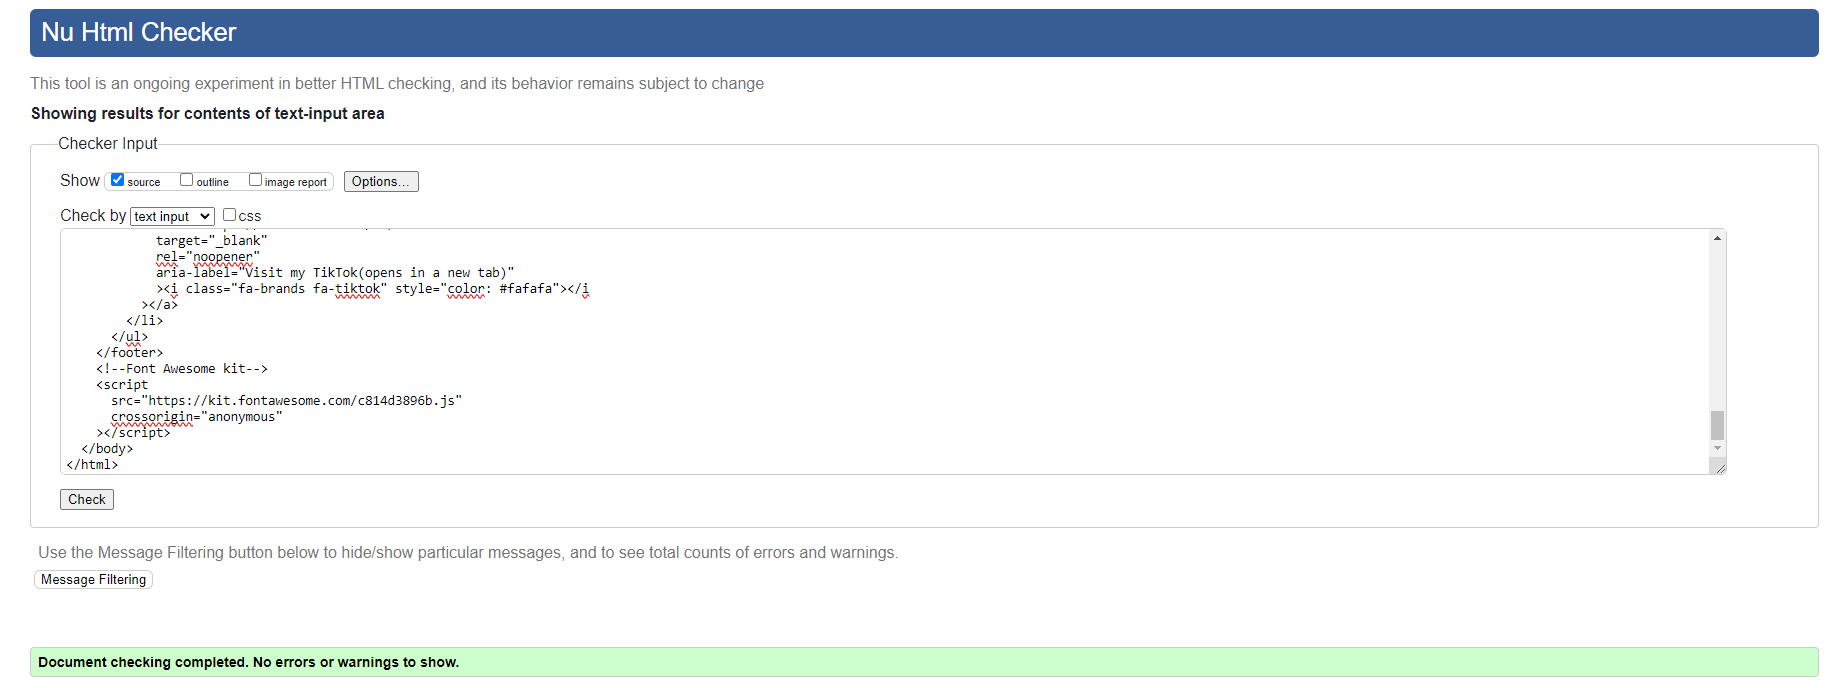 Nu Html Checker
This tool is an ongoing experiment in better HTML checking, and its behavior remains subject to change
Showing results for contents of text-input area
Checker Input
Show source outline image report Options...
Check by text input css
target="_blank"
rel="noopener"
aria-label="Visit my TikTok(opens in a new tab)"
><i class="fa-brands fa-tiktok" style="color: #fafafa"></i
></a>
</li>
</ul>
</footer>
<!--Font Awesome kit-->
<script
src="https://kit.fontawesome.com/c814d3896b.js"
crossorigin="anonymous"
></script>
</body>
</html>
Check
Use the Message Filtering button below to hide/show particular messages, and to see total counts of errors and warnings.
Message Filtering
Document checking completed. No errors or warnings to show.